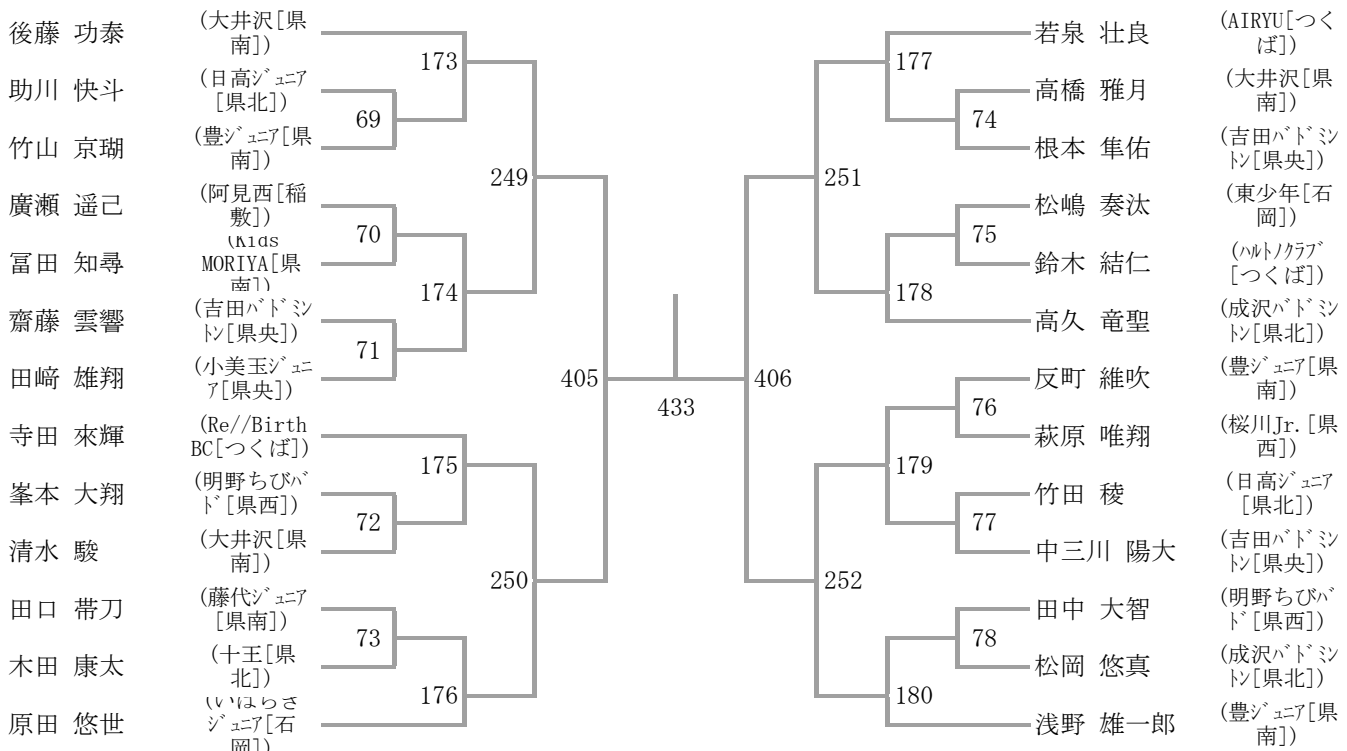 後藤 功泰 (大井沢[県
南])
173
助川 快斗 (日高ジュニア
[県北])
69
竹山 京瑚 (豊ジュニア[県
南])
249
廣瀬 遥己 (阿見西[稲
敷])
70
冨田 知尋 (Kids
MORIYA[県
南])
174
齋藤 雲響 (吉田バドミン
トン[県央])
71
田﨑 雄翔 (小美玉ジュニ
ア[県央])
405
寺田 來輝 (Re//Birth
BC[つくば])
175
峯本 大翔 (明野ちびバ
ド[県西])
72
清水 駿 (大井沢[県
南])
250
田口 帯刀 (藤代ジュニア
[県南])
73
木田 康太 (十王[県
北])
176
原田 悠世 (いばらき
ジュニア[石
岡])
433
若泉 壮良 (AIRYU[つく
ば])
177
高橋 雅月 (大井沢[県
南])
74
根本 隼佑 (吉田バドミン
トン[県央])
251
松嶋 奏汰 (東少年[石
岡])
75
鈴木 結仁 (ハルトノクラブ
[つくば])
178
高久 竜聖 (成沢バドミン
トン[県北])
406
反町 維吹 (豊ジュニア[県
南])
76
萩原 唯翔 (桜川Jr.[県
西])
179
竹田 稜 (日高ジュニア
[県北])
77
中三川 陽大 (吉田バドミン
トン[県央])
252
田中 大智 (明野ちびバ
ド[県西])
78
松岡 悠真 (成沢バドミン
トン[県北])
180
浅野 雄一郎 (豊ジュニア[県
南])